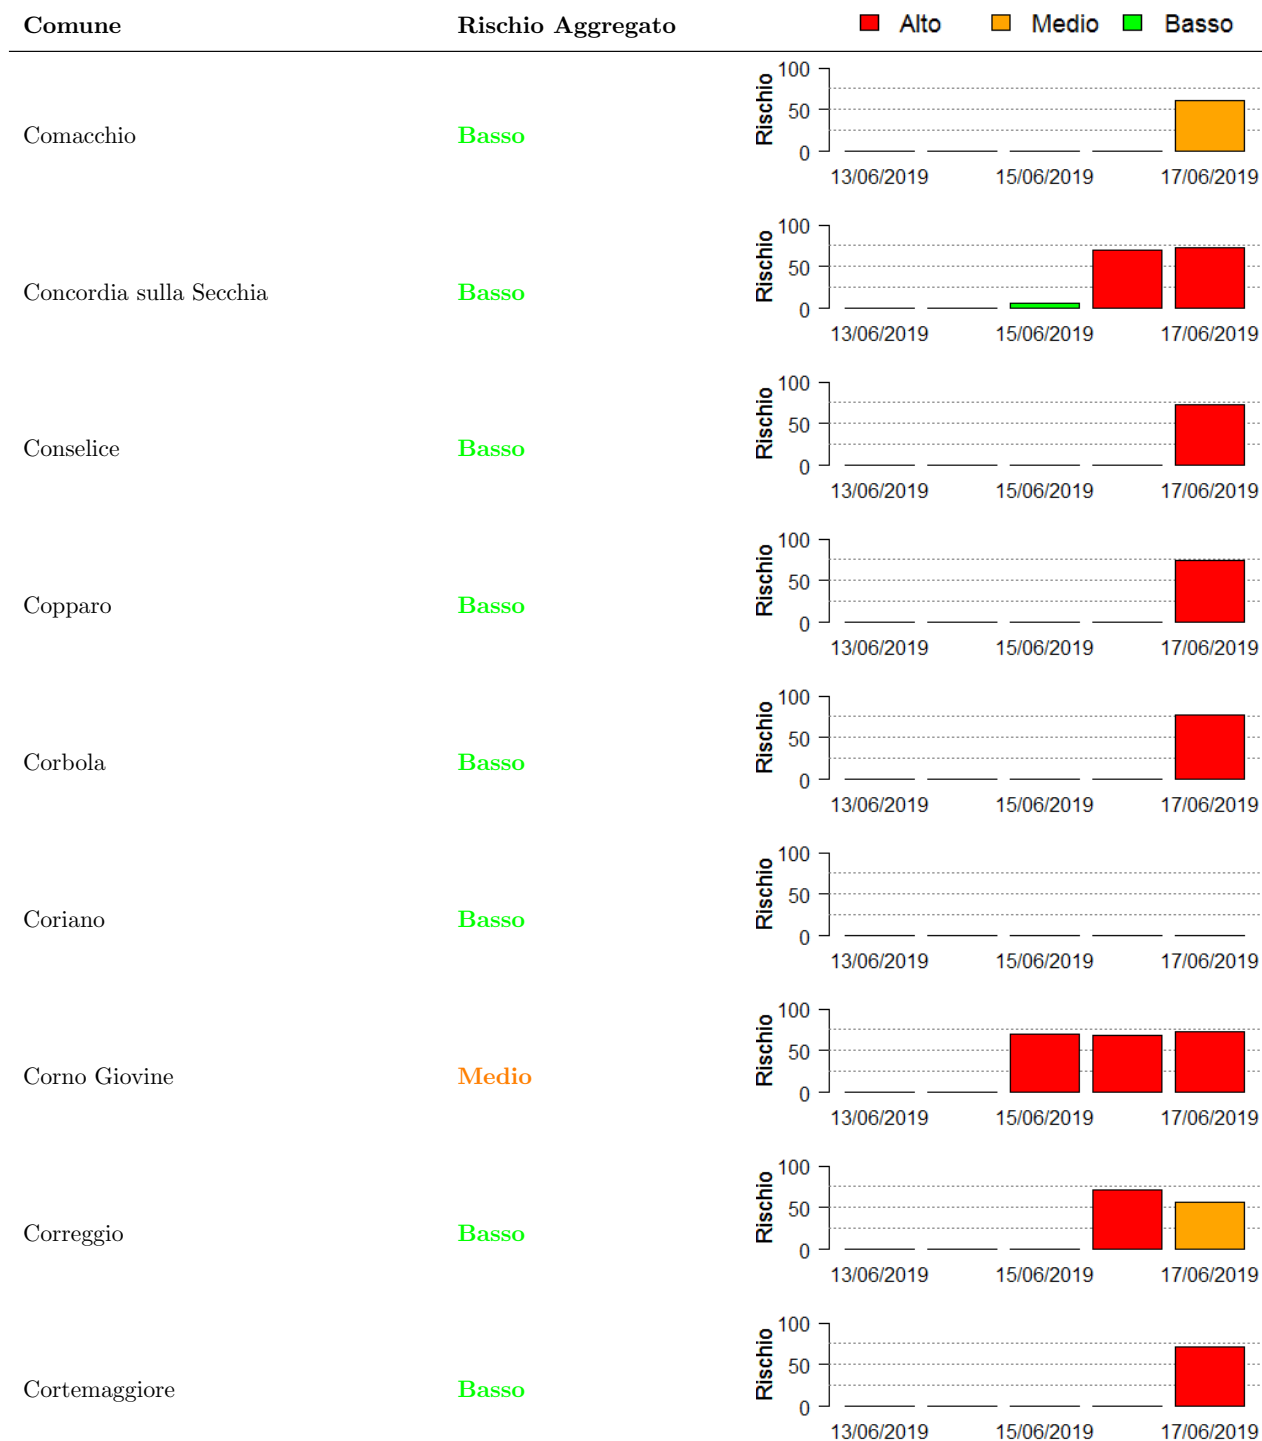 Comune Rischio Aggregato Alto Medio Basso
Comacchio Basso
Rischio
100
50
0
13/06/2019 15/06/2019 17/06/2019
Concordia sulla Secchia Basso
Rischio
100
50
0
13/06/2019 15/06/2019 17/06/2019
Conselice Basso
Rischio
100
50
0
13/06/2019 15/06/2019 17/06/2019
Copparo Basso
Rischio
100
50
0
13/06/2019 15/06/2019 17/06/2019
Corbola Basso
Rischio
100
50
0
13/06/2019 15/06/2019 17/06/2019
Coriano Basso
Rischio
100
50
0
13/06/2019 15/06/2019 17/06/2019
Corno Giovine Medio
Rischio
100
50
0
13/06/2019 15/06/2019 17/06/2019
Correggio Basso
Rischio
100
50
0
13/06/2019 15/06/2019 17/06/2019
Cortemaggiore Basso
Rischio
100
50
0
13/06/2019 15/06/2019 17/06/2019